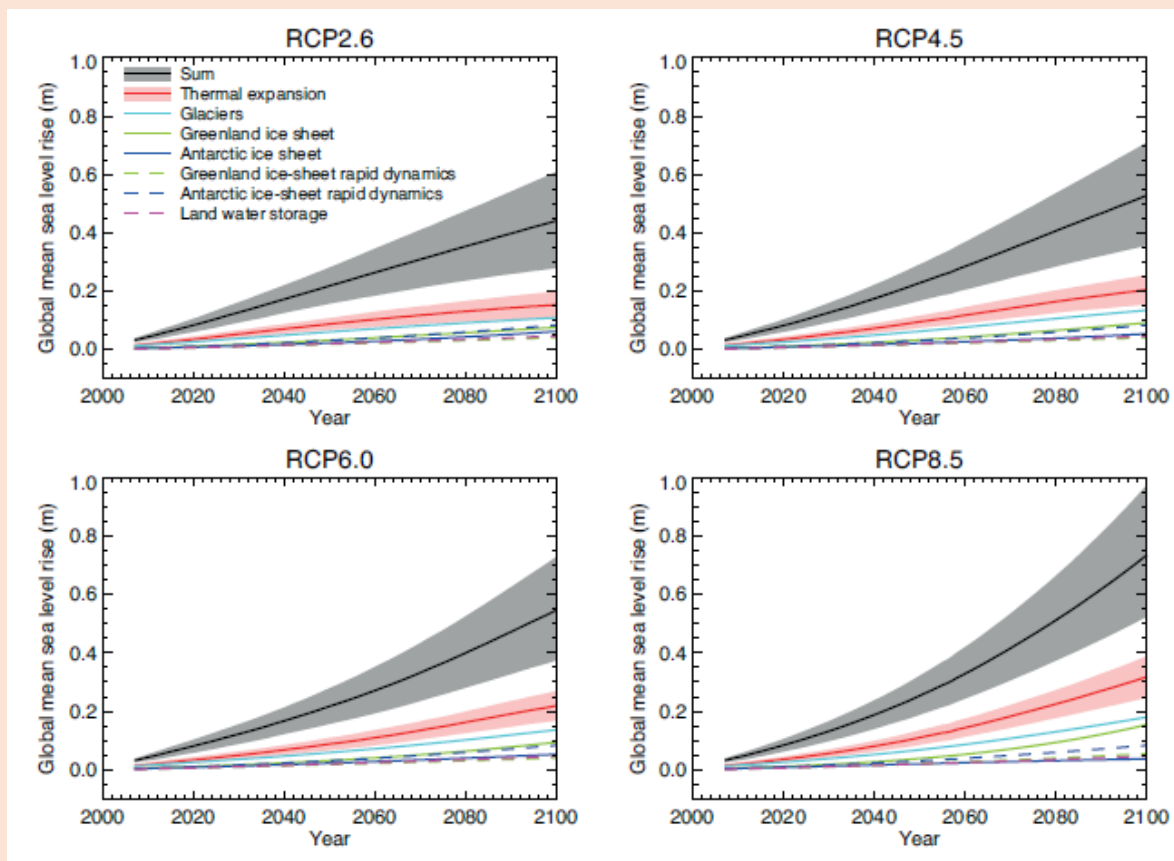 RCP2.6
1.0
0.8
0.6
0.4
0.2
0.0
Global mean sea level rise (m)
Sum
Thermal expansion
Glaciers
Greenland ice sheet
Antarctic ice sheet
Greenland ice-sheet rapid dynamics
Antarctic ice-sheet rapid dynamics
Land water storage
2000 2020 2040 2060 2080 2100
Year
RCP4.5
1.0
0.8
0.6
0.4
0.2
0.0
Global mean sea level rise (m)
2000 2020 2040 2060 2080 2100
Year
RCP6.0
1.0
0.8
0.6
0.4
0.2
0.0
Global mean sea level rise (m)
2000 2020 2040 2060 2080 2100
Year
RCP8.5
1.0
0.8
0.6
0.4
0.2
0.0
Global mean sea level rise (m)
2000 2020 2040 2060 2080 2100
Year